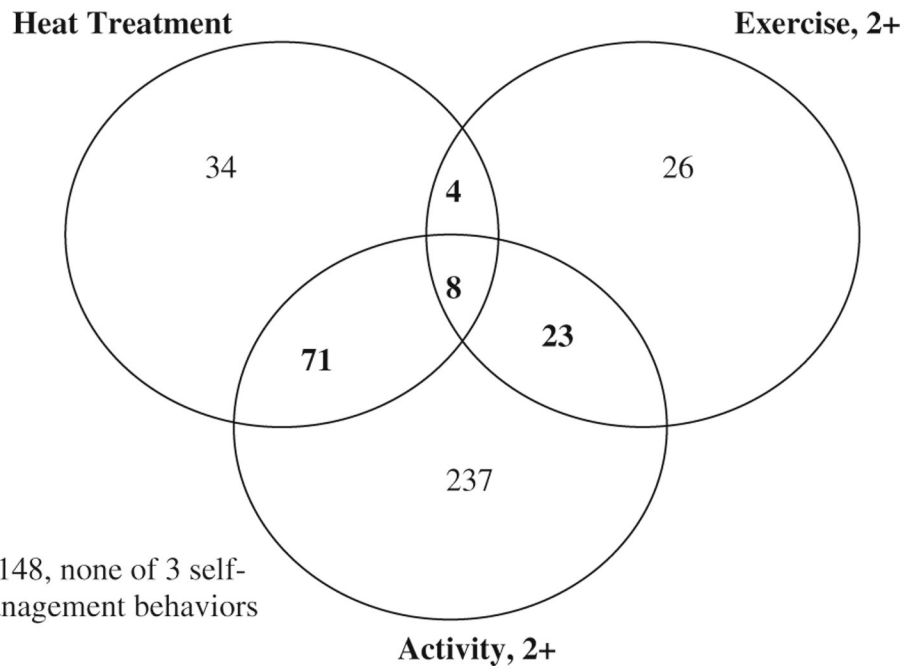 Heat Treatment
Exercise, 2+
34
26
4
8
23
71
237
148, none of 3 self-
nagement behaviors
Activity, 2+